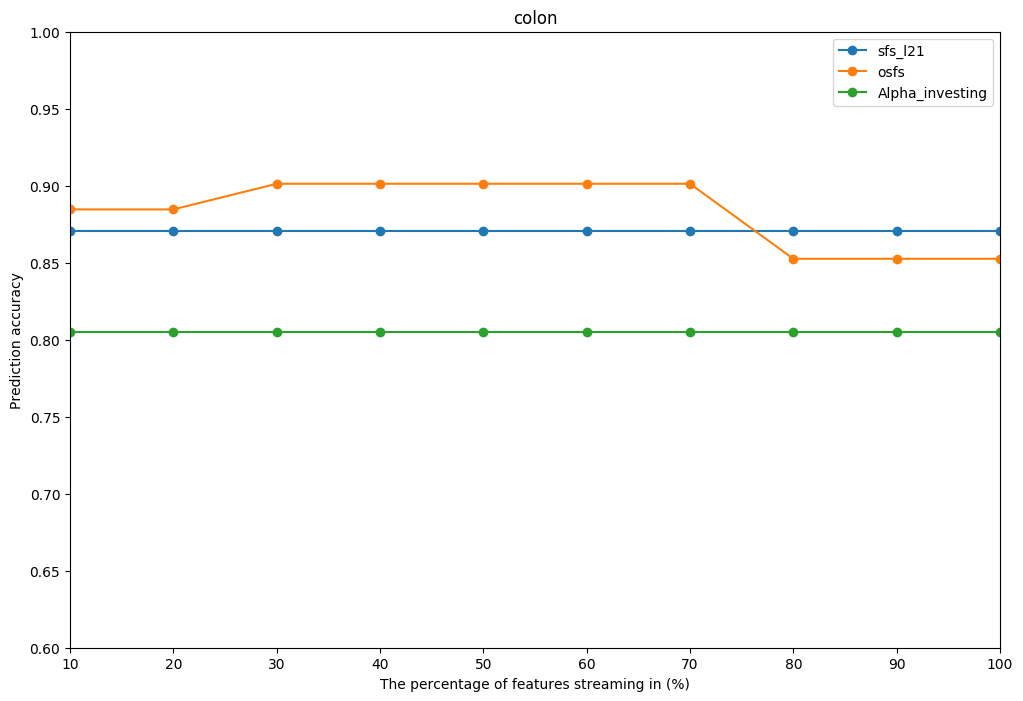 colon
1.00
0.95
0.90
0.85
0.80
0.75
0.70
0.65
0.60
Prediction accuracy
sfs_l21
osfs
Alpha_investing
10 20 30 40 50 60 70 80 90 100
The percentage of features streaming in (%)